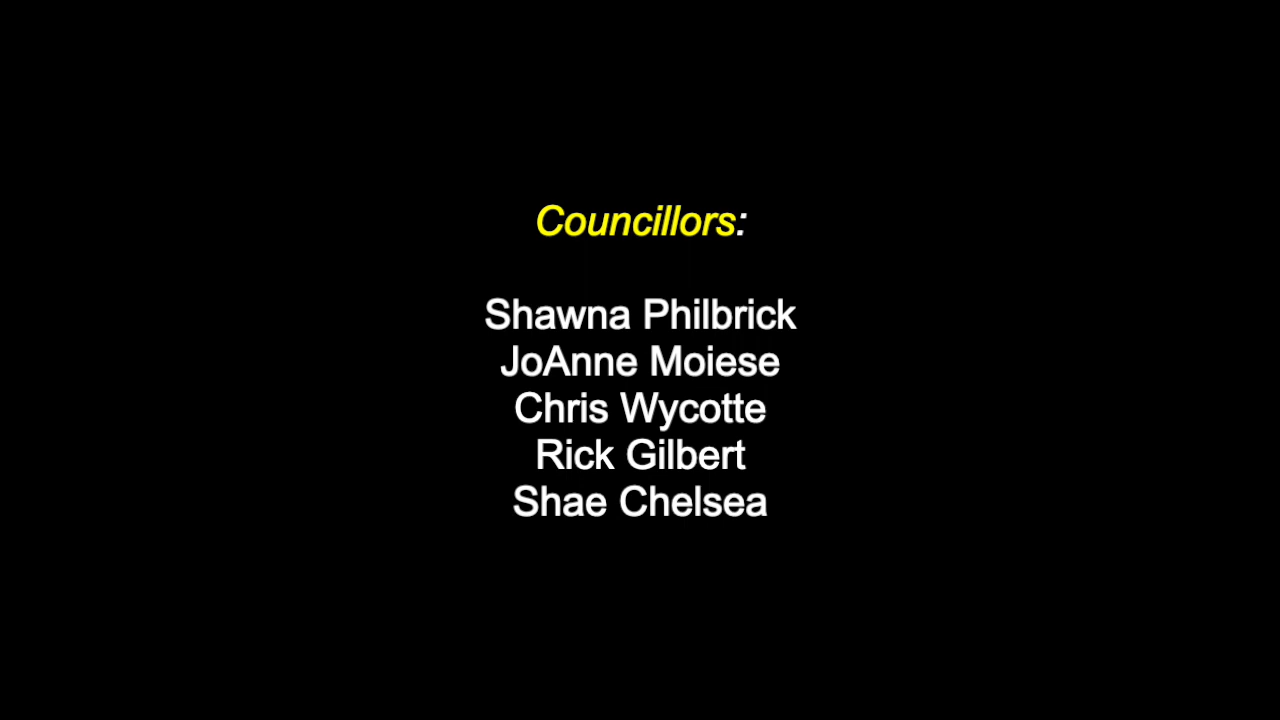 Councillors:
Shawna Philbrick
JoAnne Moiese
Chris Wycotte
Rick Gilbert
Shae Chelsea